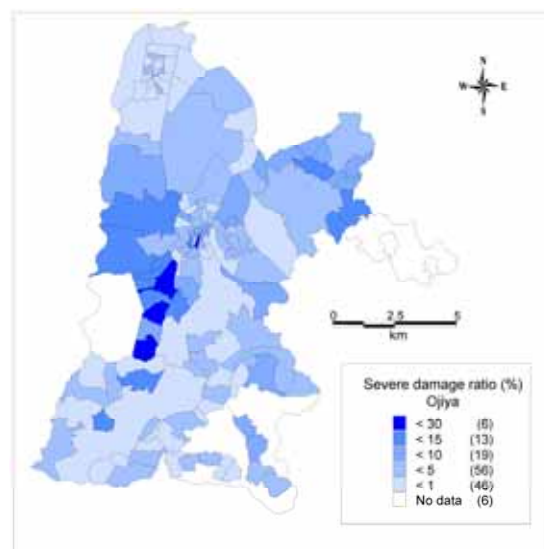 N
W E
S
0 2.5 5
km
Severe damage ratio (%)
Ojiya
< 30 (6)
< 15 (13)
< 10 (19)
< 5 (56)
< 1 (46)
No data (6)